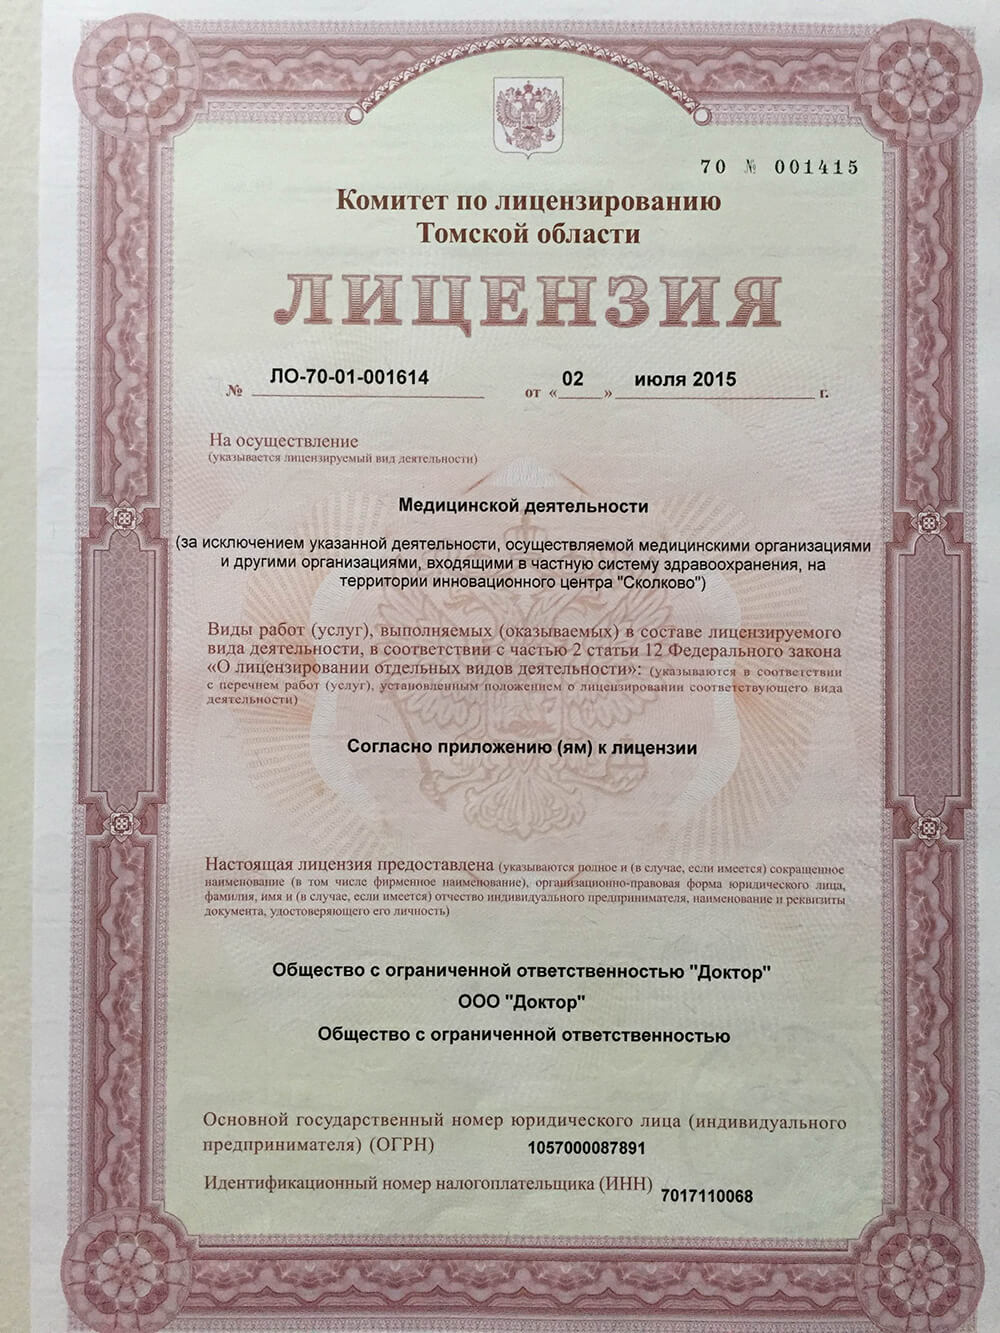 70 № 001415
Комитет по лицензированию
Томской области
ЛИЦЕНЗИЯ
№ ЛО-70-01-001614 от « 02 » июля 2015 г.
На осуществление
(указывается лицензируемый вид деятельности)
Медицинской деятельности
(за исключением указанной деятельности, осуществляемой медицинскими организациями
и другими организациями, входящими в частную систему здравоохранения, на
территории инновационного центра "Сколково")
Виды работ (услуг), выполняемых (оказываемых) в составе лицензируемого
вида деятельности, в соответствии с частью 2 статьи 12 Федерального закона
«О лицензировании отдельных видов деятельности»: (указываются в соответствии
с перечнем работ (услуг), установленным положением о лицензировании соответствующего вида
деятельности)
Согласно приложению (ям) к лицензии
Настоящая лицензия предоставлена (указываются полное и (в случае, если имеется) сокращенное
наименование (в том числе фирменное наименование), организационно-правовая форма юридического лица,
фамилия, имя и (в случае, если имеется) отчество индивидуального предпринимателя, наименование и реквизиты
документа, удостоверяющего его личность)
Общество с ограниченной ответственностью "Доктор"
ООО "Доктор"
Общество с ограниченной ответственностью
Основной государственный номер юридического лица (индивидуального
предпринимателя) (ОГРН) 1057000087891
Идентификационный номер налогоплательщика (ИНН) 7017110068